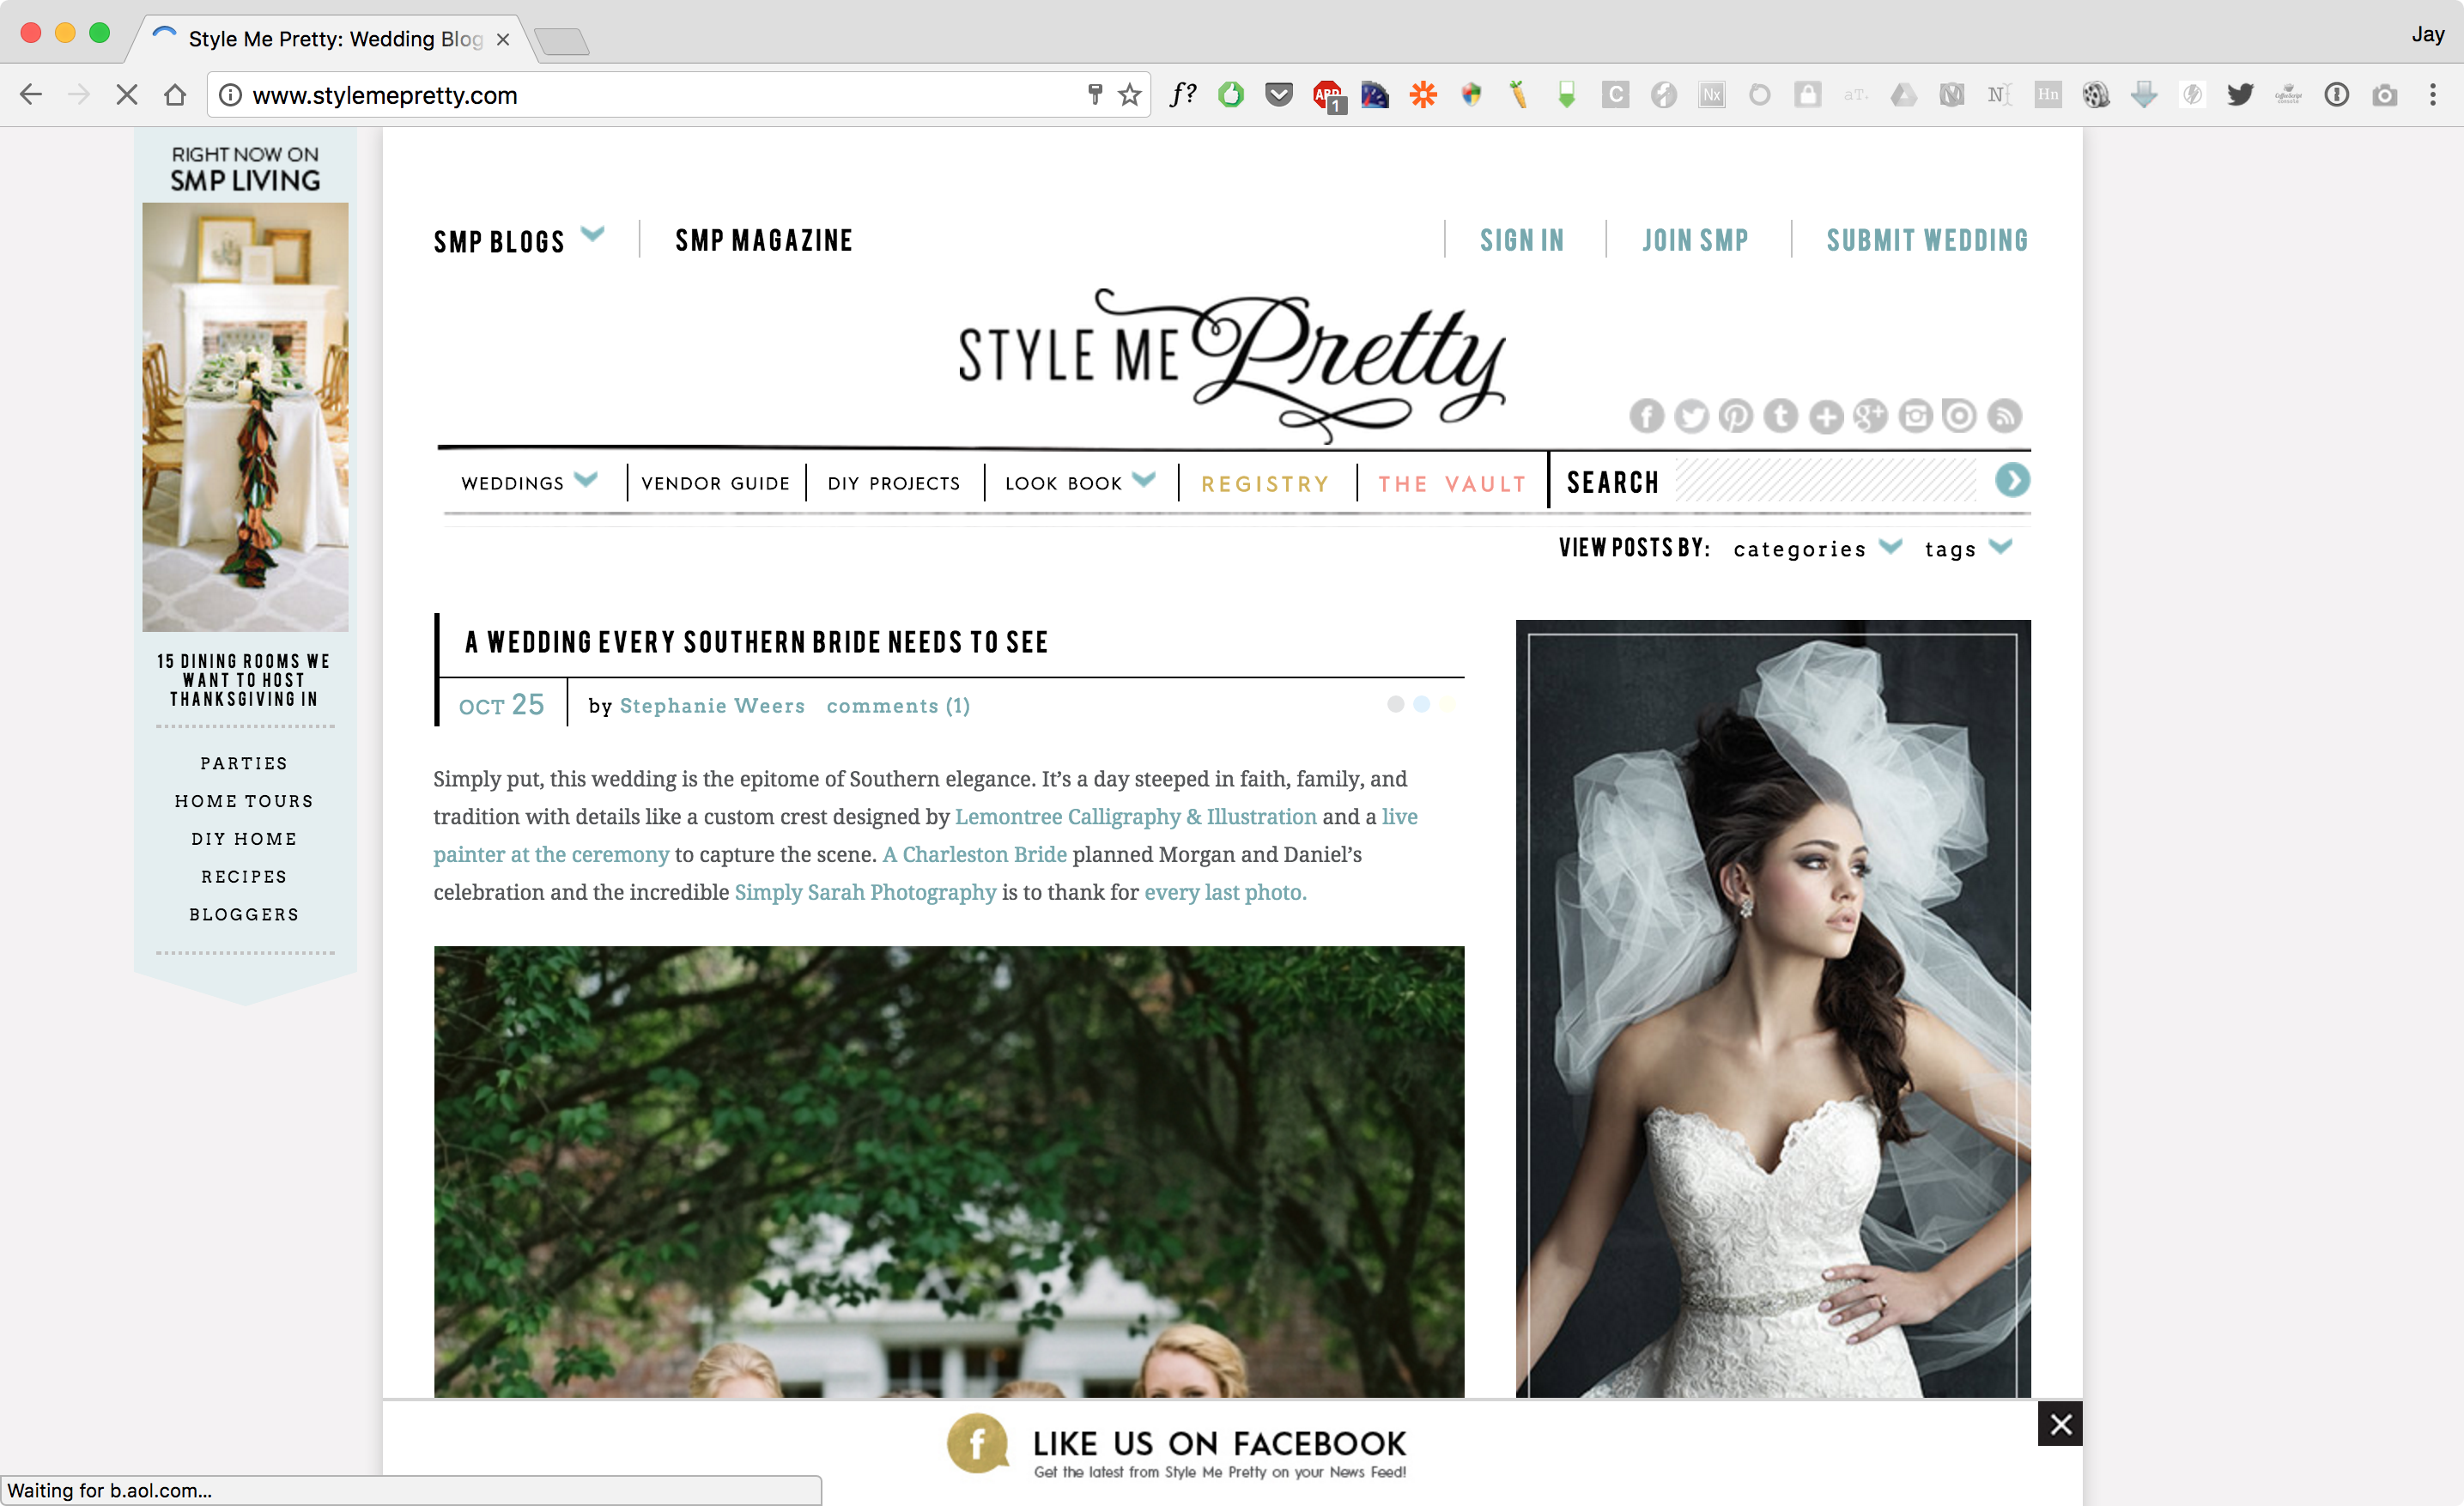 Style Me Pretty: Wedding Blog
Jay
www.stylemepretty.com
f?
ABP
1
C
Nx
aT.
N
N
Hn
RIGHT NOW ON
SMP LIVING
15 DINING ROOMS WE
WANT TO HOST
THANKSGIVING IN
PARTIES
HOME TOURS
DIY HOME
RECIPES
BLOGGERS
SMP BLOGS
SMP MAGAZINE
SIGN IN
JOIN SMP
SUBMIT WEDDING
STYLE ME Pretty
WEDDINGS
VENDOR GUIDE
DIY PROJECTS
LOOK BOOK
REGISTRY
THE VAULT
SEARCH
VIEW POSTS BY: categories tags
A WEDDING EVERY SOUTHERN BRIDE NEEDS TO SEE
OCT 25
by Stephanie Weers comments (1)
Simply put, this wedding is the epitome of Southern elegance. It’s a day steeped in faith, family, and
tradition with details like a custom crest designed by Lemontree Calligraphy & Illustration and a live
painter at the ceremony to capture the scene. A Charleston Bride planned Morgan and Daniel’s
celebration and the incredible Simply Sarah Photography is to thank for every last photo.
LIKE US ON FACEBOOK
Get the latest from Style Me Pretty on your News Feed!
Waiting for b.aol.com...